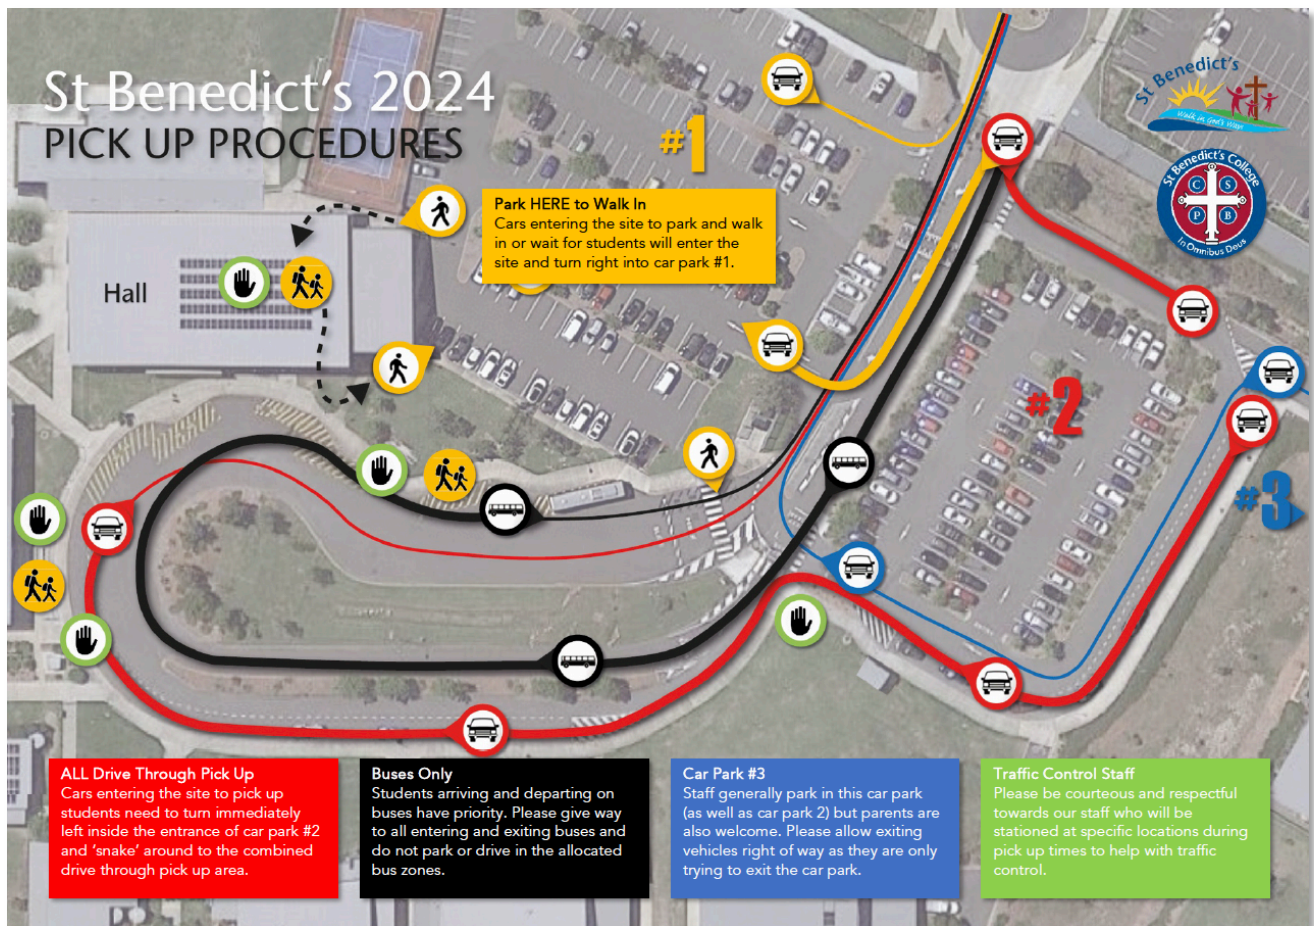 St Benedict's 2024
PICK UP PROCEDURES
#1
St Benedict's
Walk in God's Ways
St Benedict's College
C S
P B
In Omnibus Deus
Park HERE to Walk In
Cars entering the site to park and walk
in or wait for students will enter the
site and turn right into car park #1.
Hall
#2
#3
ALL Drive Through Pick Up
Cars entering the site to pick up
students need to turn immediately
left inside the entrance of car park #2
and 'snake' around to the combined
drive through pick up area.
Buses Only
Students arriving and departing on
buses have priority. Please give way
to all entering and exiting buses and
do not park or drive in the allocated
bus zones.
Car Park #3
Staff generally park in this car park
(as well as car park 2) but parents are
also welcome. Please allow exiting
vehicles right of way as they are only
trying to exit the car park.
Traffic Control Staff
Please be courteous and respectful
towards our staff who will be
stationed at specific locations during
pick up times to help with traffic
control.